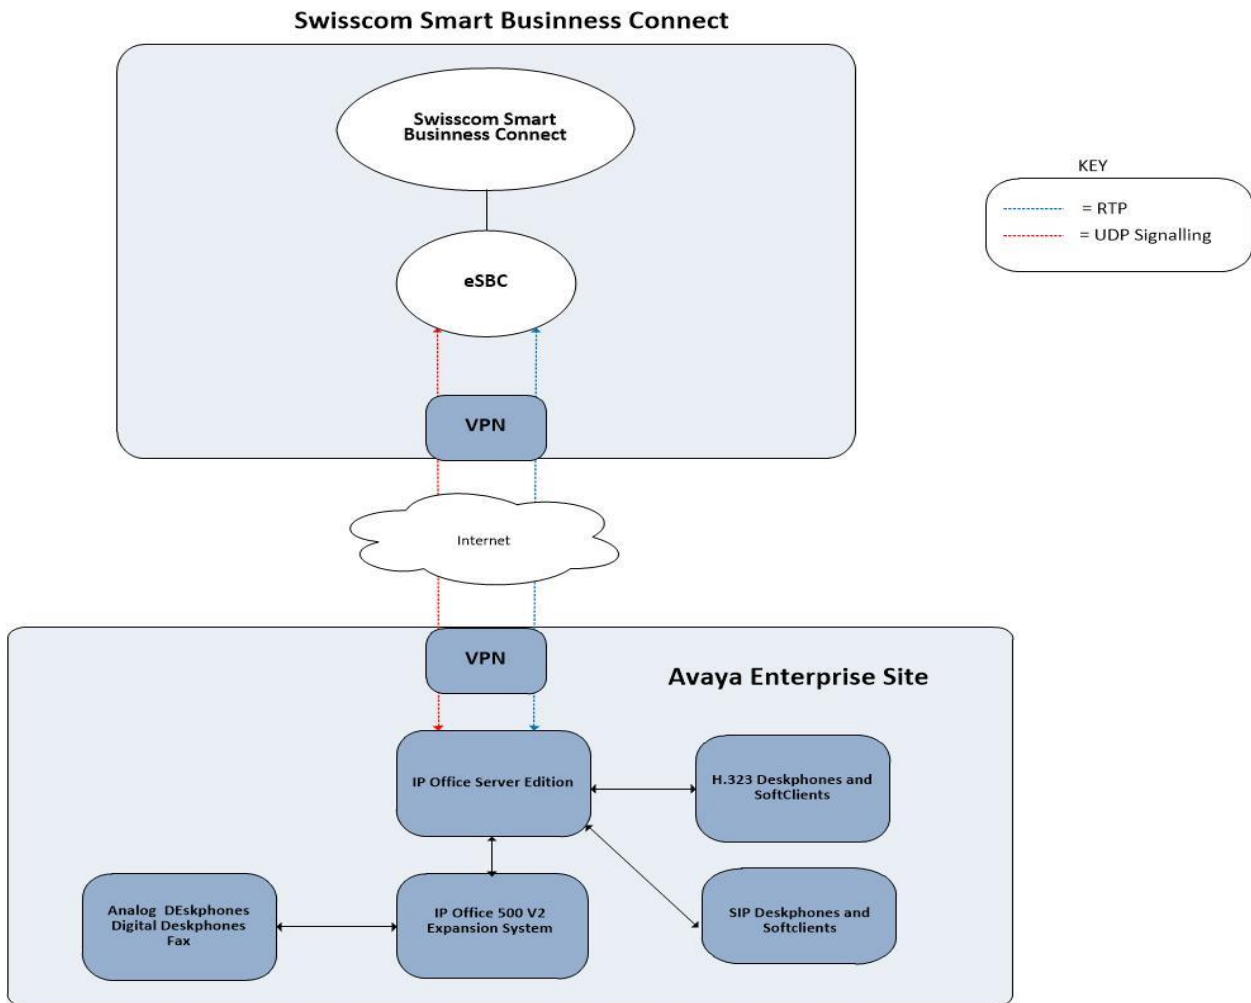 Swisscom Smart Businness Connect
Swisscom Smart
Businness Connect
KEY
= RTP
= UDP Signalling
eSBC
VPN
Internet
VPN
Avaya Enterprise Site
IP Office Server Edition
H.323 Deskphones and
SoftClients
Analog DEskphones
Digital Deskphones
Fax
IP Office 500 V2
Expansion System
SIP Deskphones and
Softclients